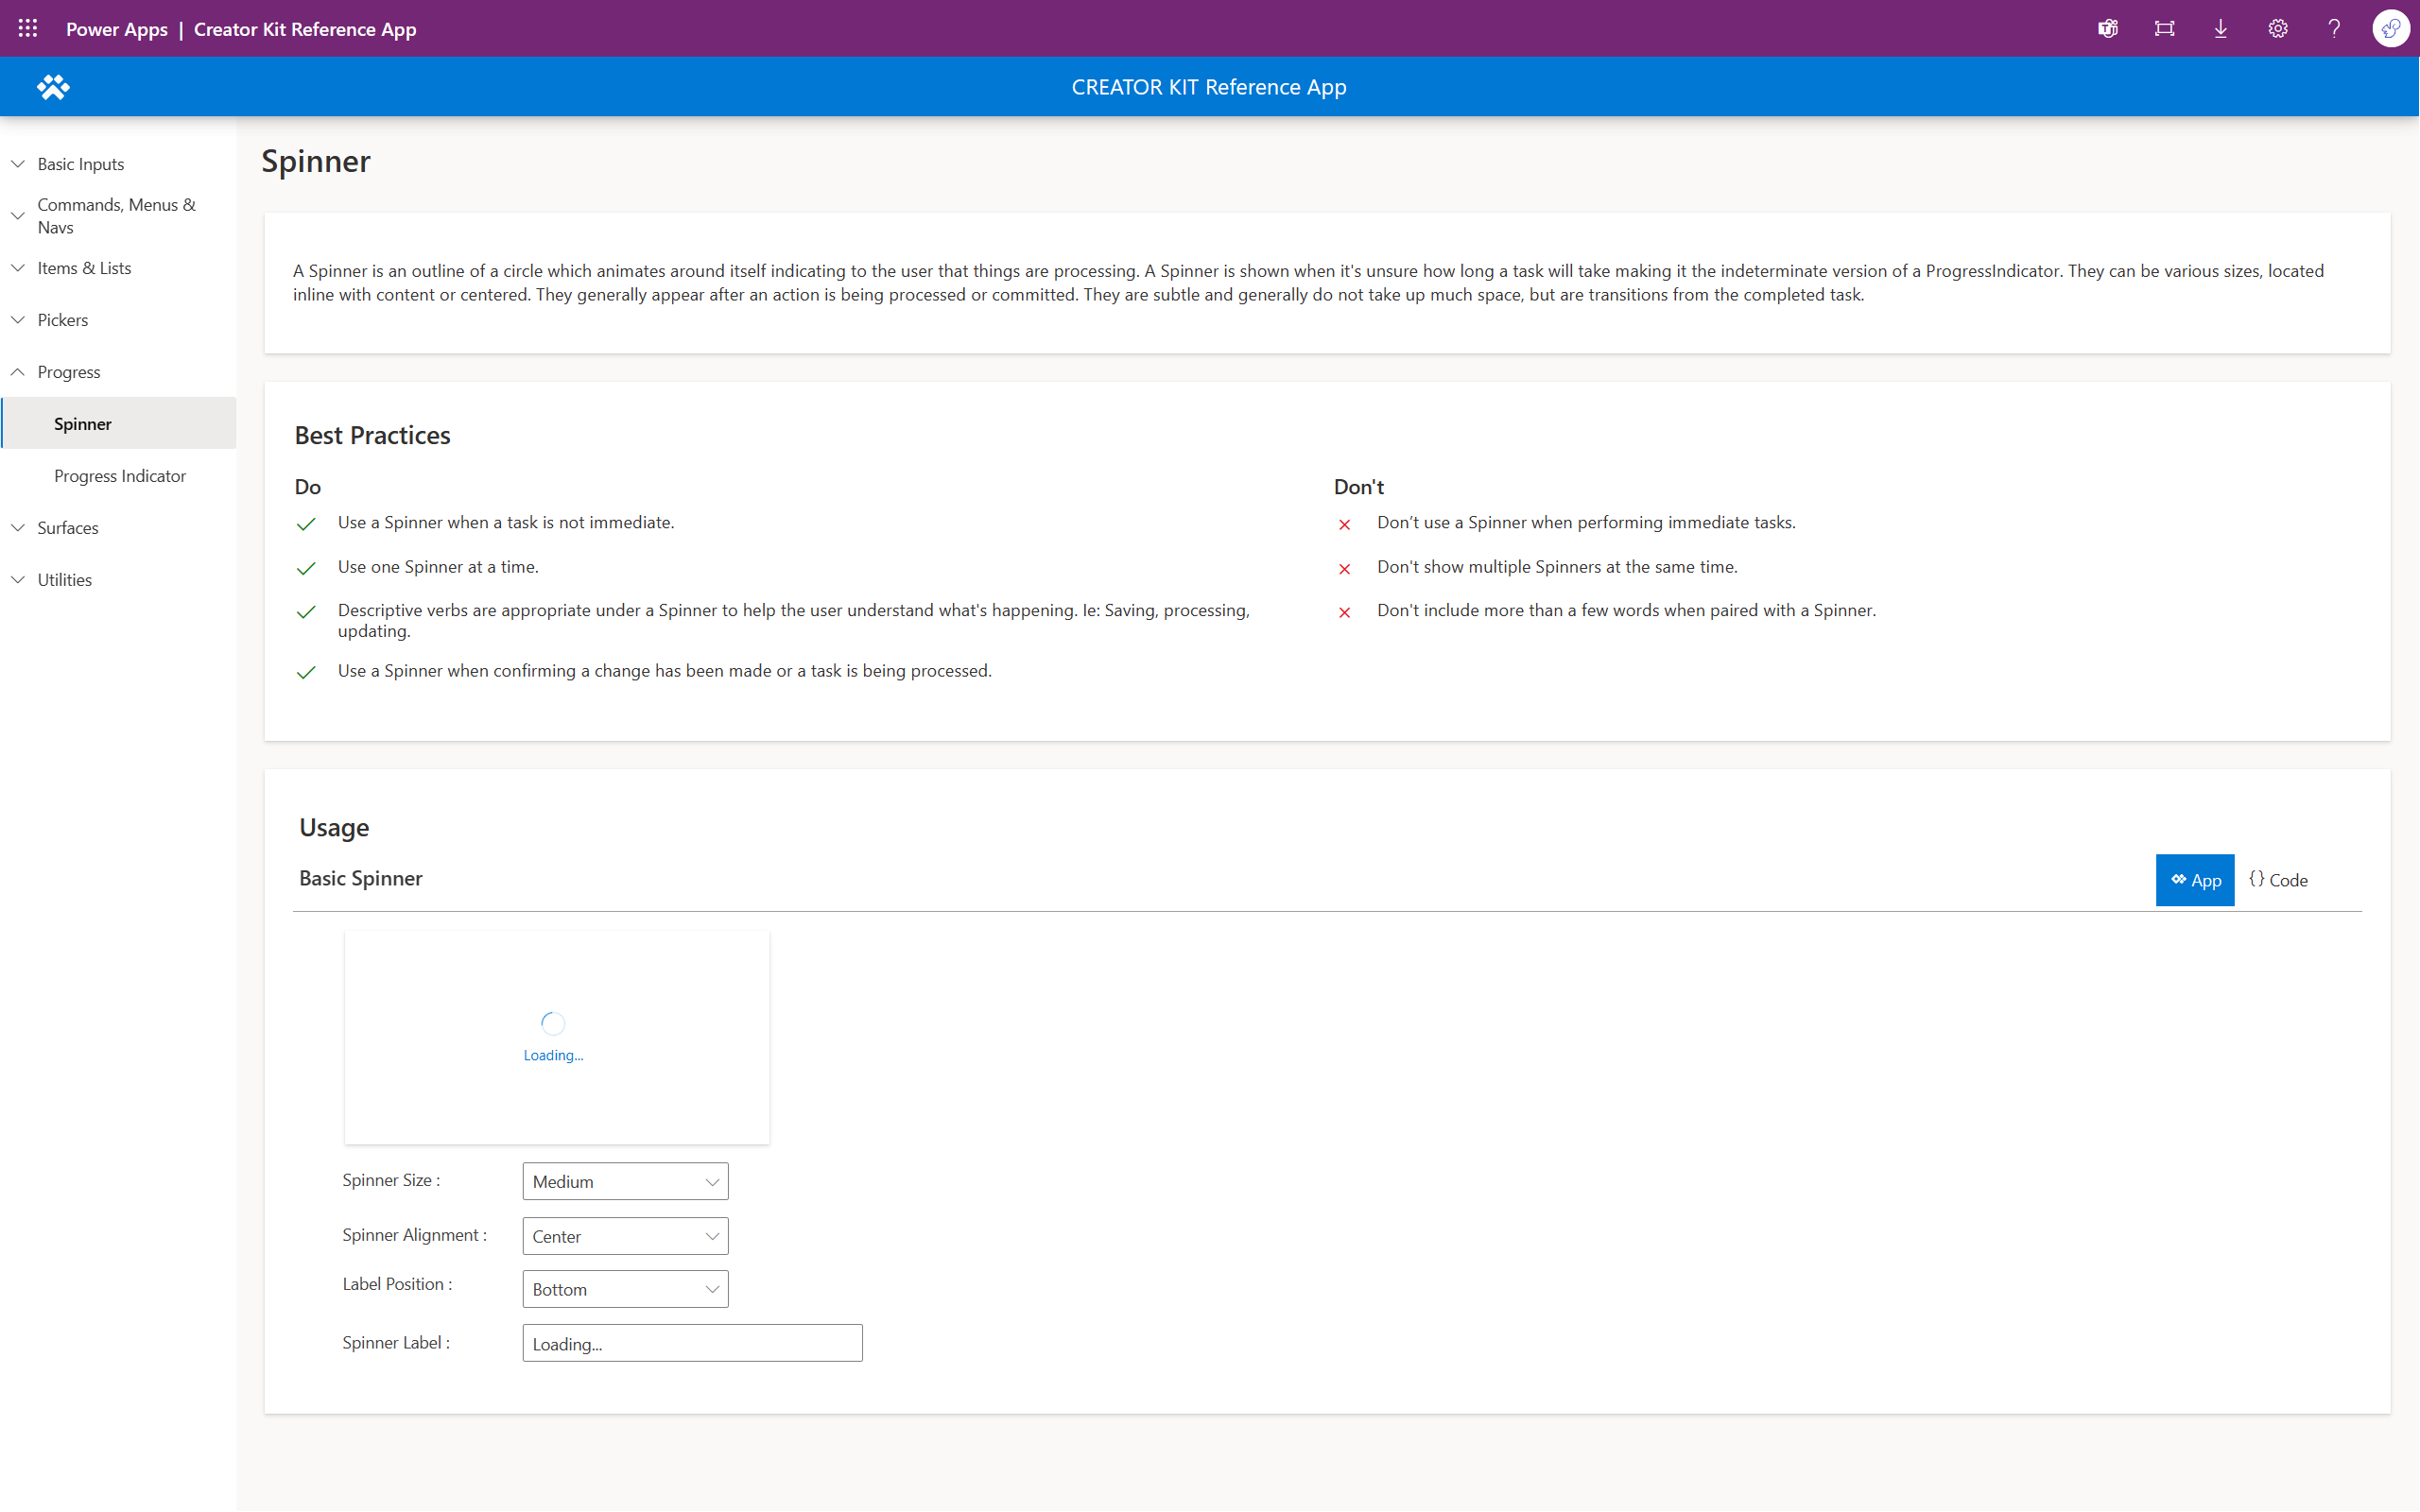 Power Apps | Creator Kit Reference App
CREATOR KIT Reference App
Basic Inputs
Commands, Menus &
Navs
Items & Lists
Pickers
Progress
Spinner
Progress Indicator
Surfaces
Utilities
Spinner
A Spinner is an outline of a circle which animates around itself indicating to the user that things are processing. A Spinner is shown when it's unsure how long a task will take making it the indeterminate version of a ProgressIndicator. They can be various sizes, located
inline with content or centered. They generally appear after an action is being processed or committed. They are subtle and generally do not take up much space, but are transitions from the completed task.
Best Practices
Do
Use a Spinner when a task is not immediate.
Use one Spinner at a time.
Descriptive verbs are appropriate under a Spinner to help the user understand what's happening. Ie: Saving, processing,
updating.
Use a Spinner when confirming a change has been made or a task is being processed.
Don't
Don’t use a Spinner when performing immediate tasks.
Don't show multiple Spinners at the same time.
Don't include more than a few words when paired with a Spinner.
Usage
Basic Spinner
App
{} Code
Loading...
Spinner Size :
Medium
Spinner Alignment :
Center
Label Position :
Bottom
Spinner Label :
Loading...